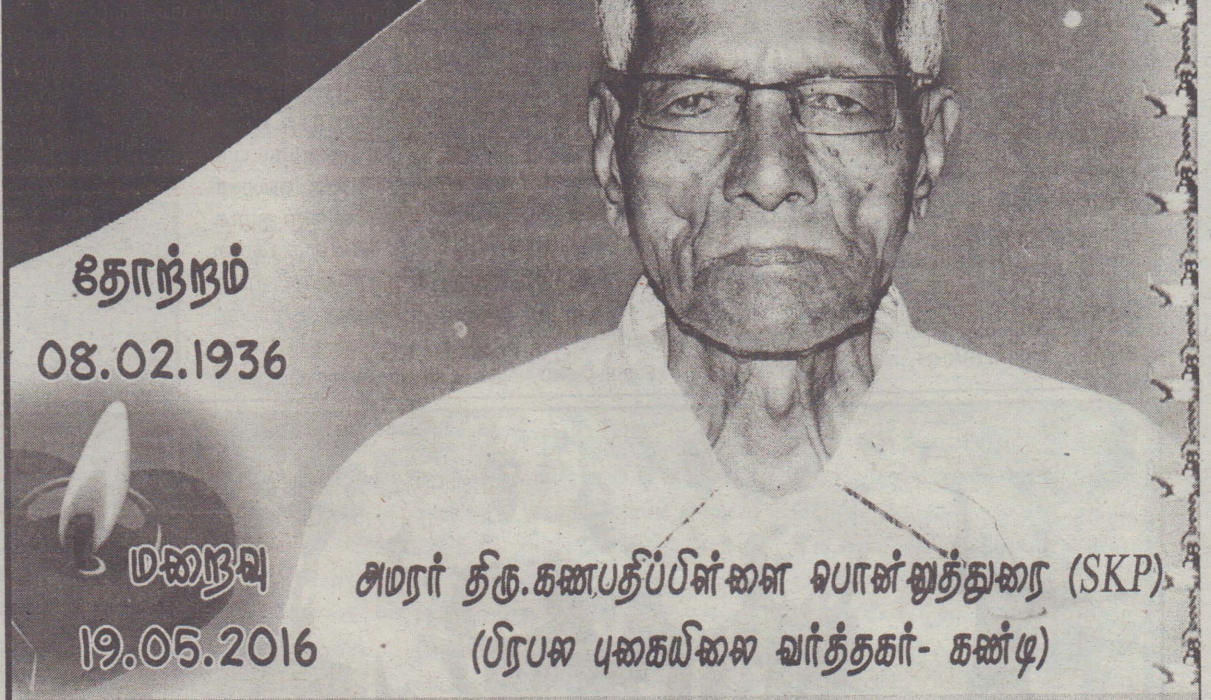 தோற்றம்
08.02.1936
மறைவு
19.05.2016
அமரர் திரு.கணபதிப்பிள்ளை பொன்னுத்துரை (SKP)
(பிரபல புகையிலை வர்த்தகர்- கண்டி)